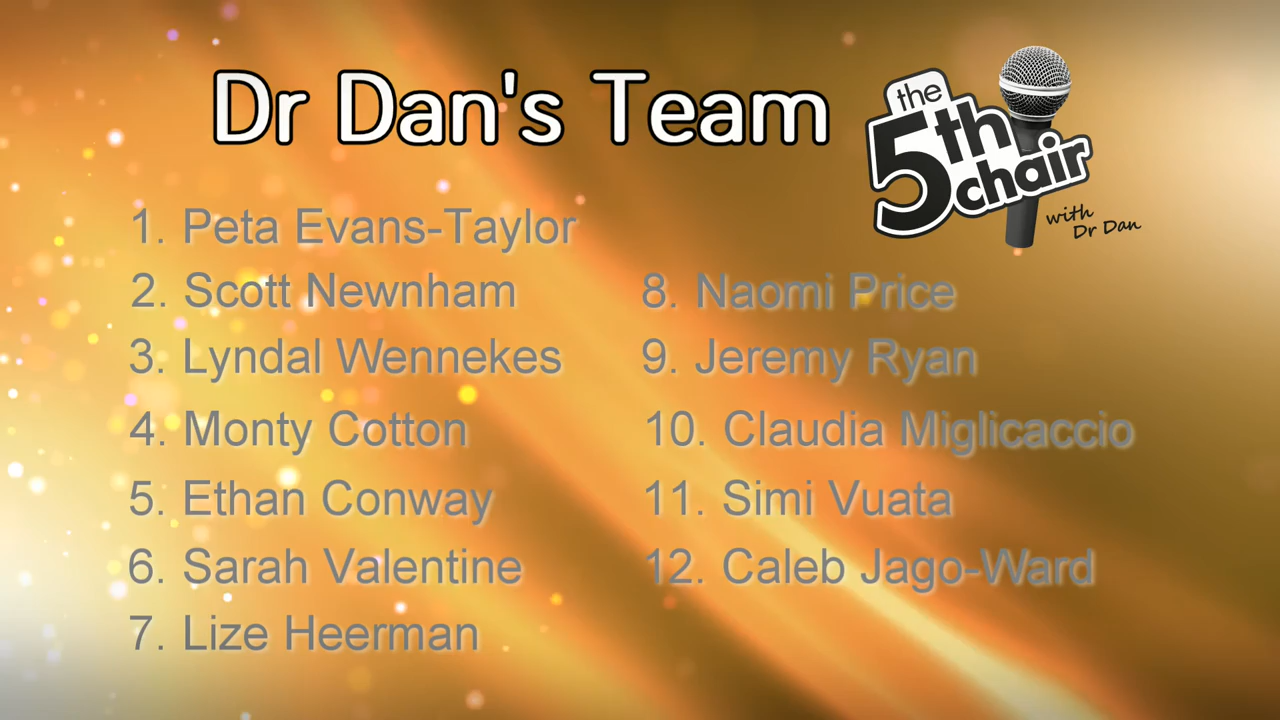 Dr Dan's Team
the
5th
chair
with
Dr Dan
1. Peta Evans-Taylor
2. Scott Newnham
3. Lyndal Wennekes
4. Monty Cotton
5. Ethan Conway
6. Sarah Valentine
7. Lize Heerman
8. Naomi Price
9. Jeremy Ryan
10. Claudia Miglicaccio
11. Simi Vuata
12. Caleb Jago-Ward